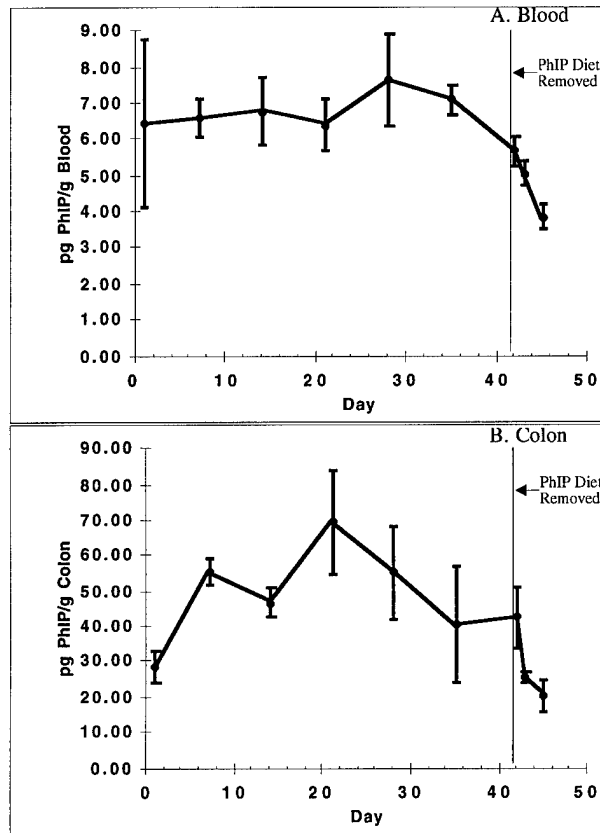 A. Blood
9.00
8.00
7.00
6.00
5.00
4.00
3.00
2.00
1.00
0.00
pg PhIP/g Blood
PhIP Diet
Removed
0 10 20 30 40 50
Day
B. Colon
90.00
80.00
70.00
60.00
50.00
40.00
30.00
20.00
10.00
0.00
pg PhIP/g Colon
PhIP Diet
Removed
0 10 20 30 40 50
Day